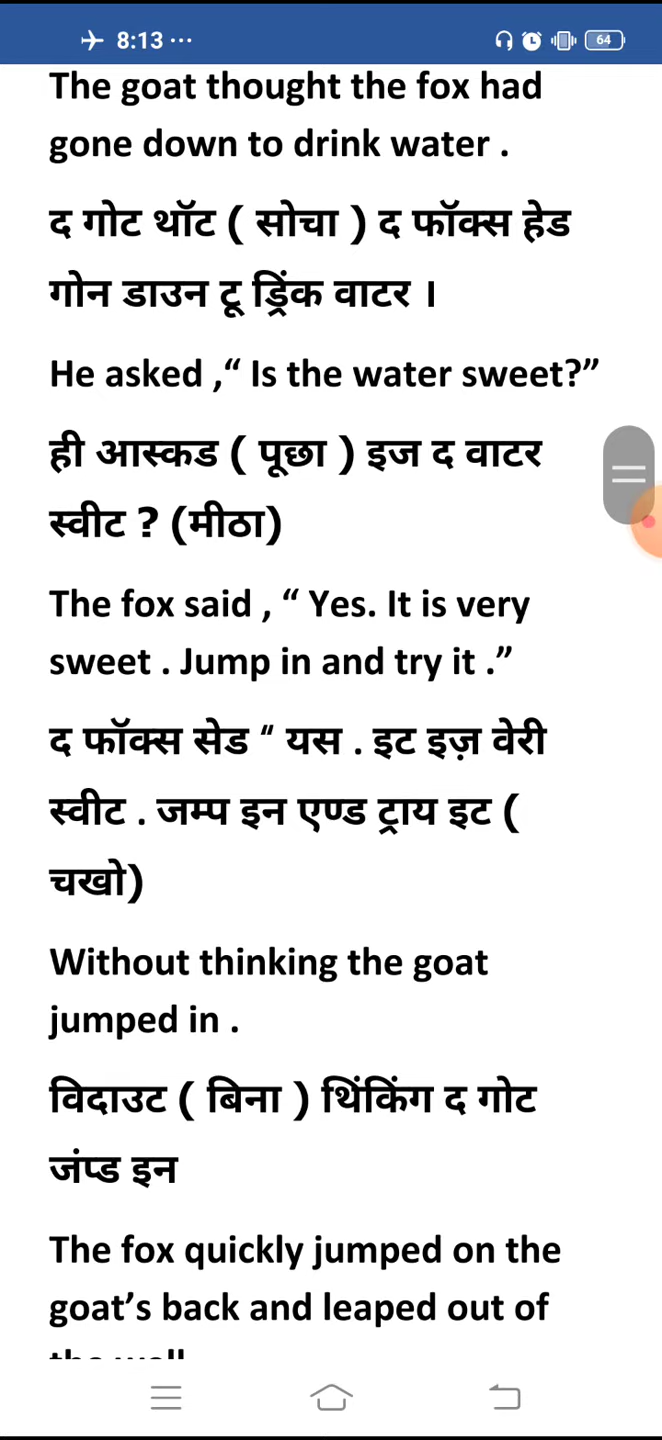 8:13 ...
64
The goat thought the fox had
gone down to drink water .
द गोट थॉट ( सोचा ) द फॉक्स हेड
गोन डाउन टू ड्रिंक वाटर ।
He asked ,“ Is the water sweet?”
ही आस्कड ( पूछा ) इज द वाटर
स्वीट ? (मीठा)
The fox said , “ Yes. It is very
sweet . Jump in and try it .”
द फॉक्स सेड “ यस . इट इज़ वेरी
स्वीट . जम्प इन एण्ड ट्राय इट (
चखो)
Without thinking the goat
jumped in .
विदाउट ( बिना ) थिंकिंग द गोट
जंप्ड इन
The fox quickly jumped on the
goat’s back and leaped out of